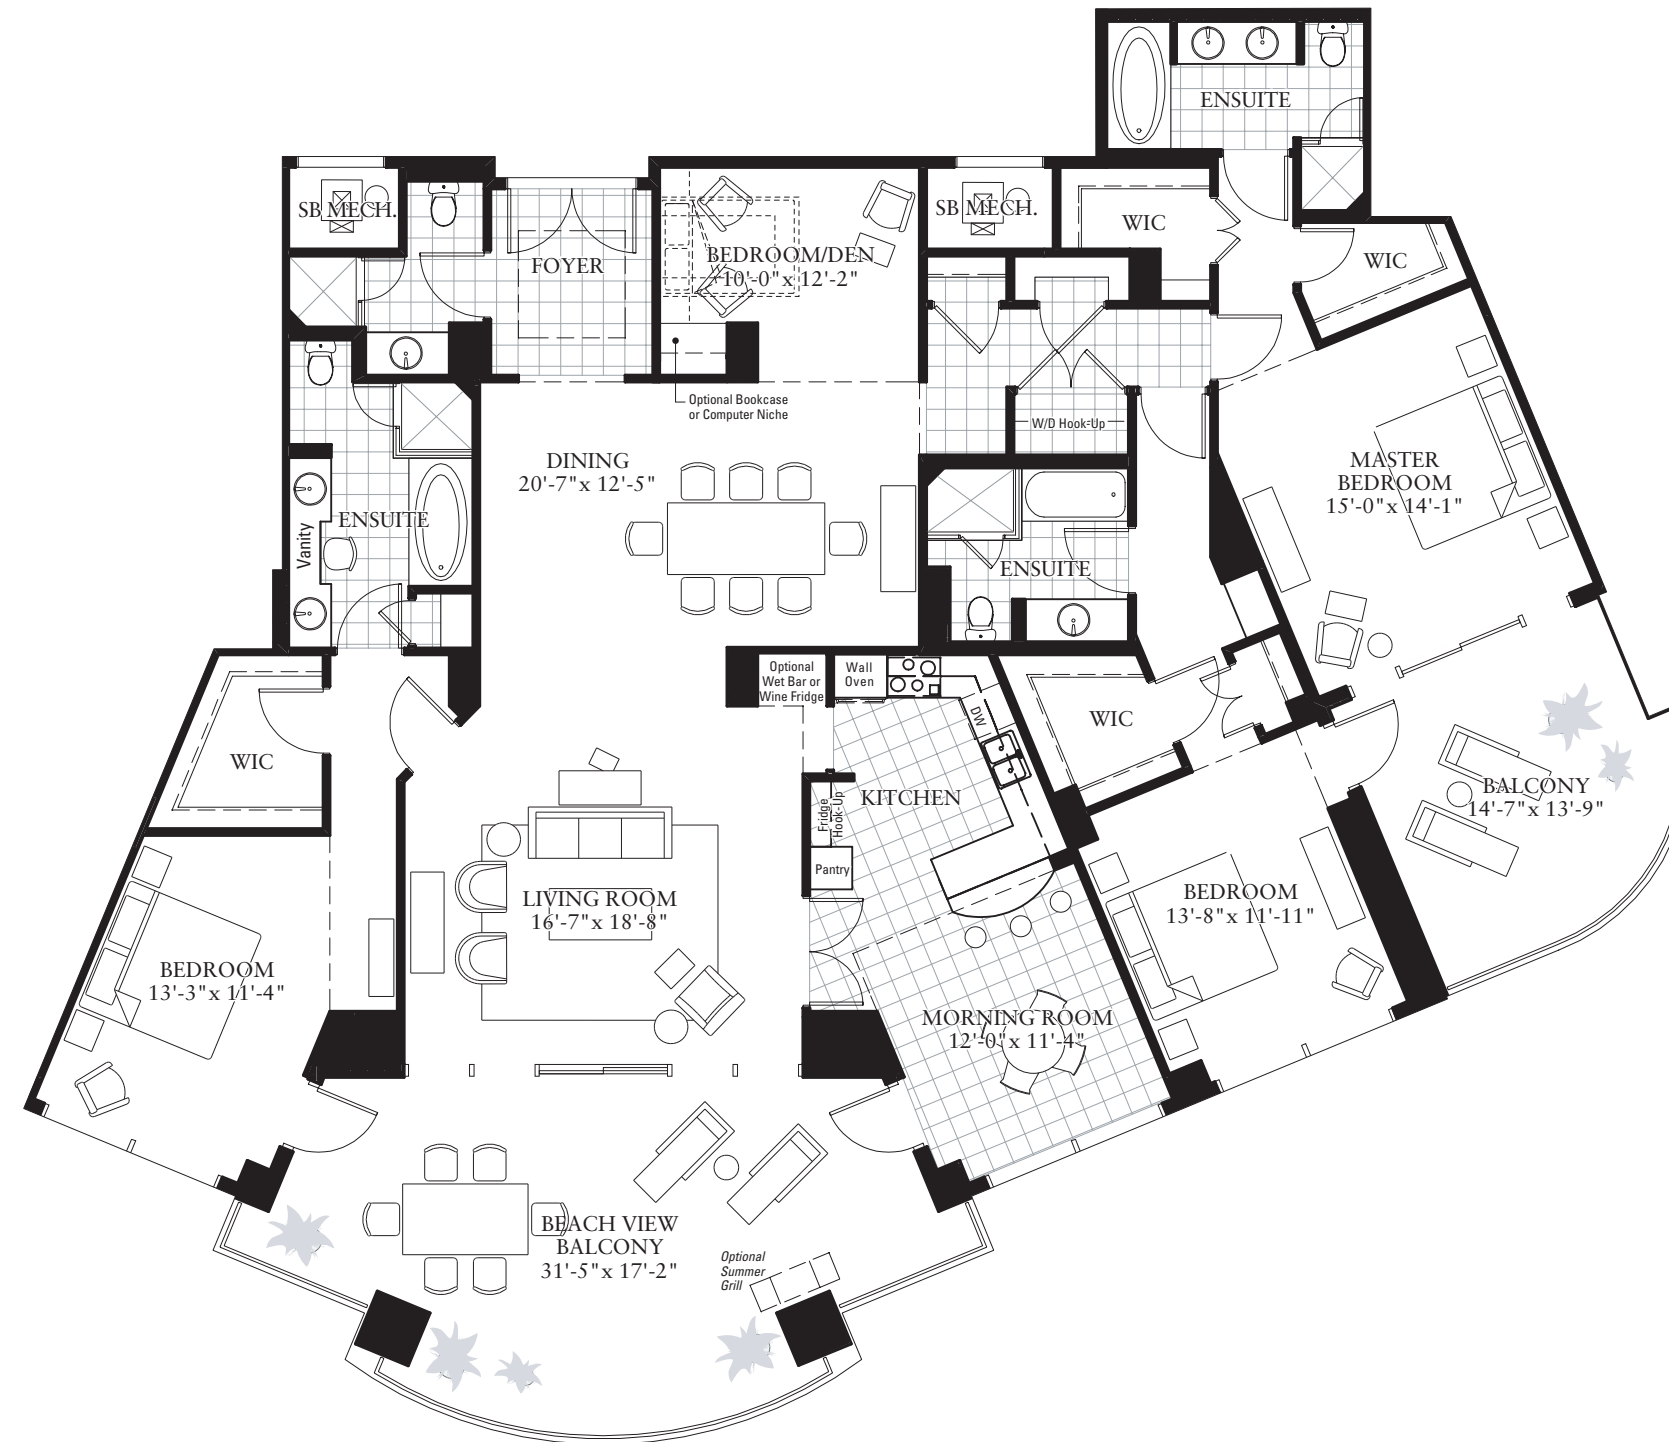 ENSUITE
SB MECH.
FOYER
BEDROOM/DEN
10'-0" x 12'-2"
SB MECH.
WIC
WIC
Optional Bookcase
or Computer Niche
W/D Hook-Up
DINING
20'-7" x 12'-5"
MASTER
BEDROOM
15'-0" x 14'-1"
ENSUITE
Vanity
ENSUITE
Optional
Wet Bar or
Wine Fridge
Wall
Oven
DW
WIC
WIC
KITCHEN
Fridge
Hook-Up
Pantry
BALCONY
14'-7" x 13'-9"
LIVING ROOM
16'-7" x 18'-8"
BEDROOM
13'-8" x 11'-11"
BEDROOM
13'-3" x 11'-4"
MORNING ROOM
12'-0" x 11'-4"
BEACH VIEW
BALCONY
31'-5" x 17'-2"
Optional
Summer
Grill